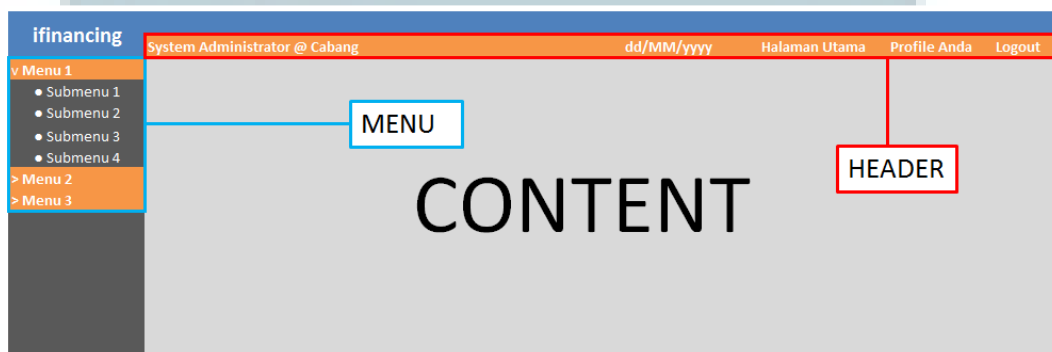 ifinancing
System Administrator @ Cabang dd/MM/yyyy Halaman Utama Profile Anda Logout
v Menu 1
● Submenu 1
● Submenu 2
● Submenu 3
● Submenu 4
> Menu 2
> Menu 3
MENU
HEADER
CONTENT